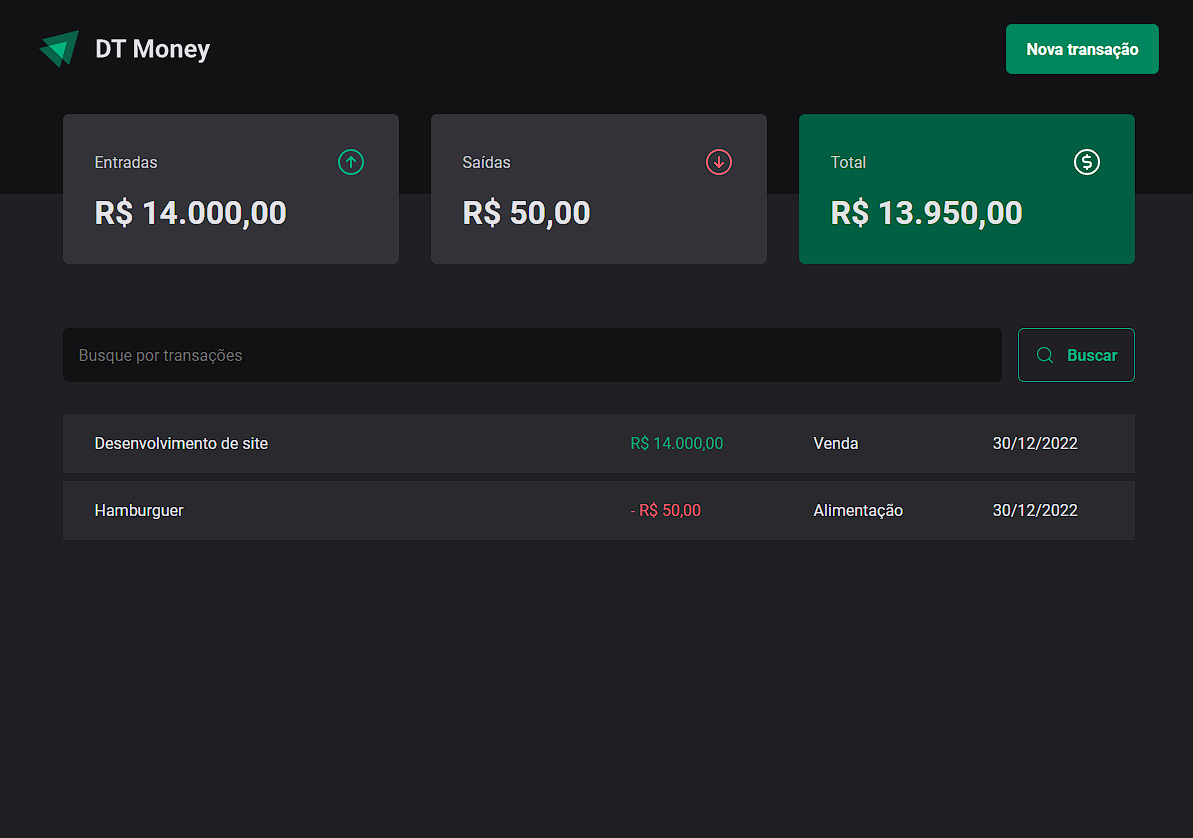 DT Money
Nova transação
Entradas
R$ 14.000,00
Saídas
R$ 50,00
Total
R$ 13.950,00
Busque por transações
Buscar
Desenvolvimento de site R$ 14.000,00 Venda 30/12/2022
Hamburguer - R$ 50,00 Alimentação 30/12/2022